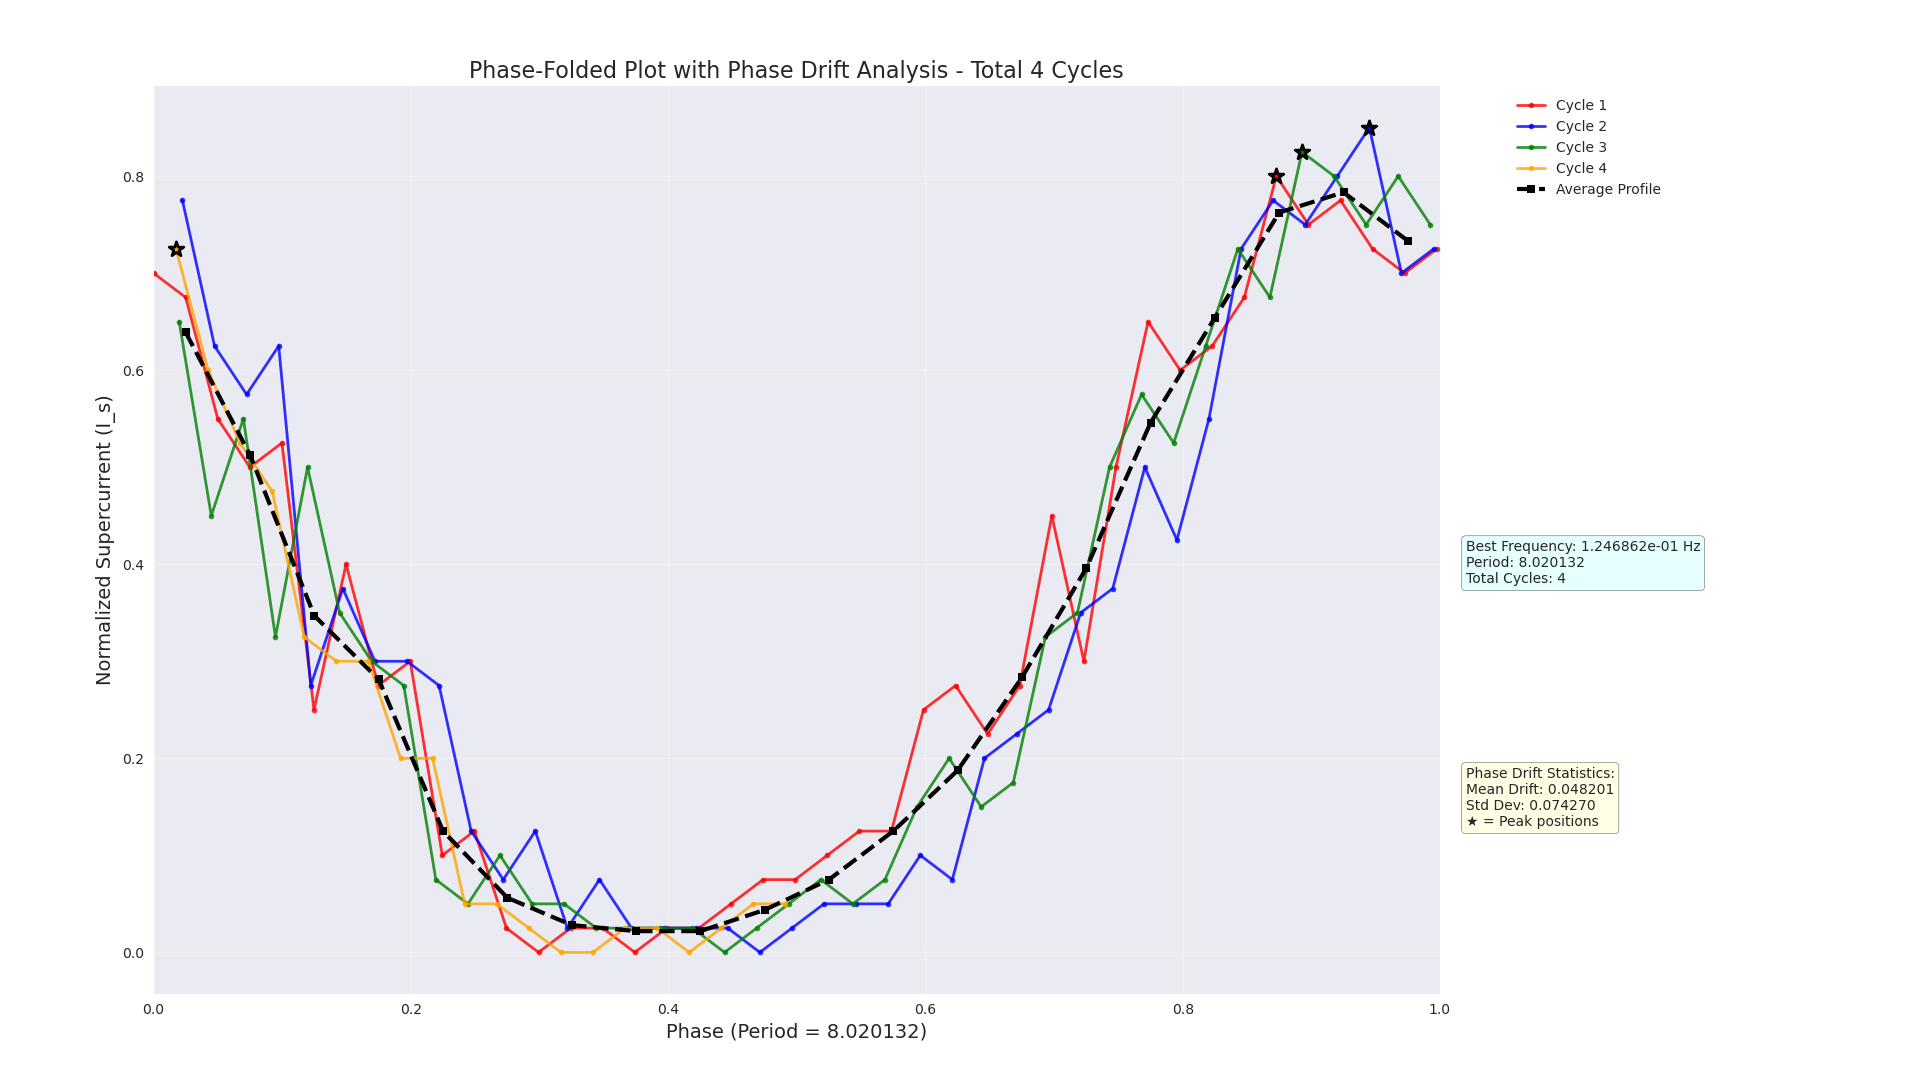 Phase-Folded Plot with Phase Drift Analysis - Total 4 Cycles
Normalized Supercurrent (I_s)
0.8
0.6
0.4
0.2
0.0
0.0
0.2
0.4
0.6
0.8
1.0
Phase (Period = 8.020132)
Cycle 1
Cycle 2
Cycle 3
Cycle 4
Average Profile
Best Frequency: 1.246862e-01 Hz
Period: 8.020132
Total Cycles: 4
Phase Drift Statistics:
Mean Drift: 0.048201
Std Dev: 0.074270
★ = Peak positions